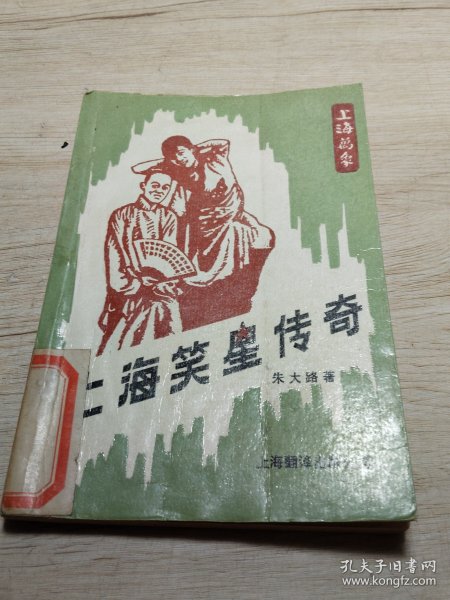 上海萬象
上海笑星传奇
朱大路著
上海翻译出版公司
孔夫子旧书网
www.kongfz.com